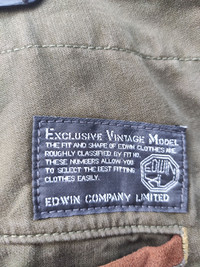 EXCLUSIVE VINTAGE MODEL
THE FIT AND SHAPE OF EDWIN CLOTHES ARE
ROUGHLY CLASSIFIED BY FIT NO.
THESE NUMBERS ALLOW YOU
TO SELECT THE BEST FITTING
CLOTHES EASILY.
EDWIN
EDWIN COMPANY LIMITED